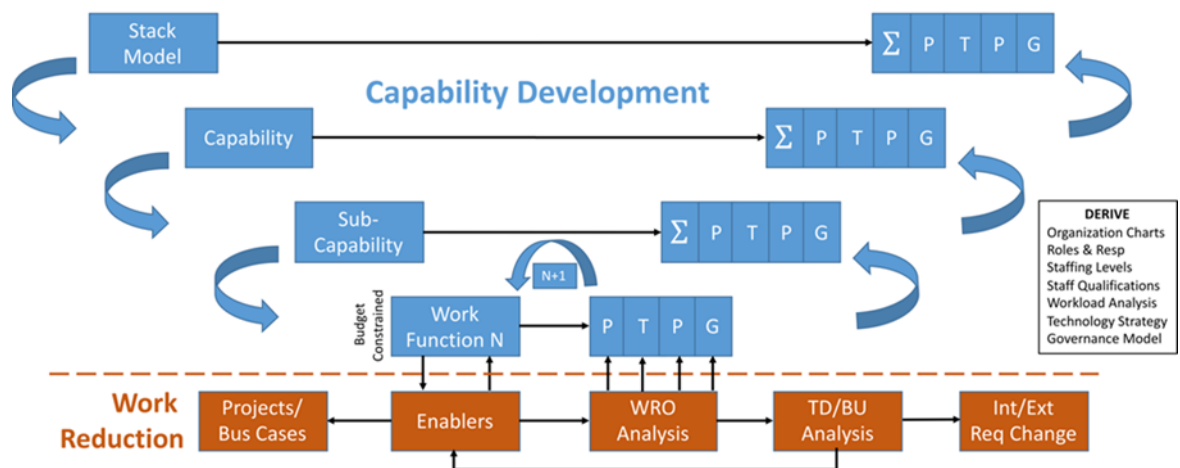 Stack
Model
Σ P T P G
Capability Development
Capability
Σ P T P G
Sub-
Capability
Σ P T P G
DERIVE
Organization Charts
Roles & Resp
Staffing Levels
Staff Qualifications
Workload Analysis
Technology Strategy
Governance Model
N+1
Budget
Constrained
Work
Function N
P T P G
Work
Reduction
Projects/
Bus Cases
Enablers
WRO
Analysis
TD/BU
Analysis
Int/Ext
Req Change